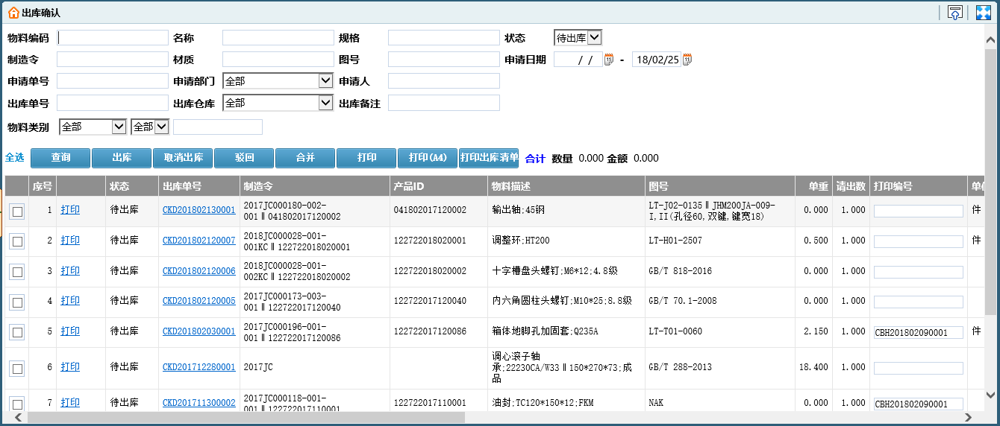 出库确认
物料编码 名称 规格 状态 待出库
制造令 材质 图号 申请日期 / / - 18/02/25
申请单号 申请部门 全部 申请人
出库单号 出库仓库 全部 出库备注
物料类别 全部 全部
全选 查询 出库 取消出库 驳回 合并 打印 打印(A4) 打印出库清单 合计 数量 0.000 金额 0.000
序号 状态 出库单号 制造令 产品ID 物料描述 图号 单重 请出数 打印编号
1 打印 待出库 CKD201802130001 2017JC000180-002-001‖041802017120002 041802017120002 输出轴;45钢 LT-J02-0135‖JHM200JA-009-I,II(孔径60,双键,键宽18) 0.000 1.000 件
2 打印 待出库 CKD201802120007 2018JC000028-001-001KC‖122722018020001 122722018020001 调整环;HT200 LT-H01-2507 0.500 1.000 件
3 打印 待出库 CKD201802120006 2018JC000028-001-002KC‖122722018020002 122722018020002 十字槽盘头螺钉;M6*12;4.8级 GB/T 818-2016 0.000 1.000
4 打印 待出库 CKD201802120005 2017JC000173-003-001‖122722017120040 122722017120040 内六角圆柱头螺钉;M10*25;8.8级 GB/T 70.1-2008 0.000 1.000
5 打印 待出库 CKD201802030001 2017JC000196-001-001‖122722017120086 122722017120086 箱体地脚孔加固套;Q235A LT-T01-0060 2.150 1.000 CBH201802090001 件
6 打印 待出库 CKD201712280001 2017JC 调心滚子轴承;22230CA/W33‖150*270*73;成品 GB/T 288-2013 18.400 1.000
7 打印 待出库 CKD201711300002 2017JC000118-001-001‖122722017110001 122722017110001 油封;TC120*150*12;FKM NAK 0.000 1.000 CBH201802090001